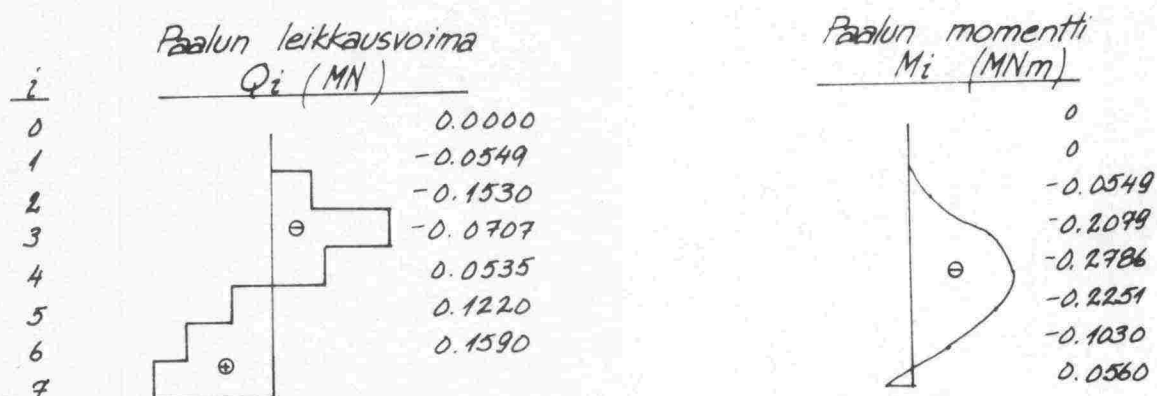 Paalun leikkausvoima
Qi (MN)
Paalun momentti
Mi (MNm)
i
0 0.0000 0
1 -0.0549 0
2 -0.1530 -0.0549
3 -0.0707 -0.2079
4 0.0535 -0.2786
5 0.1220 -0.2251
6 0.1590 -0.1030
7 0.0560
⊖
⊕
⊖